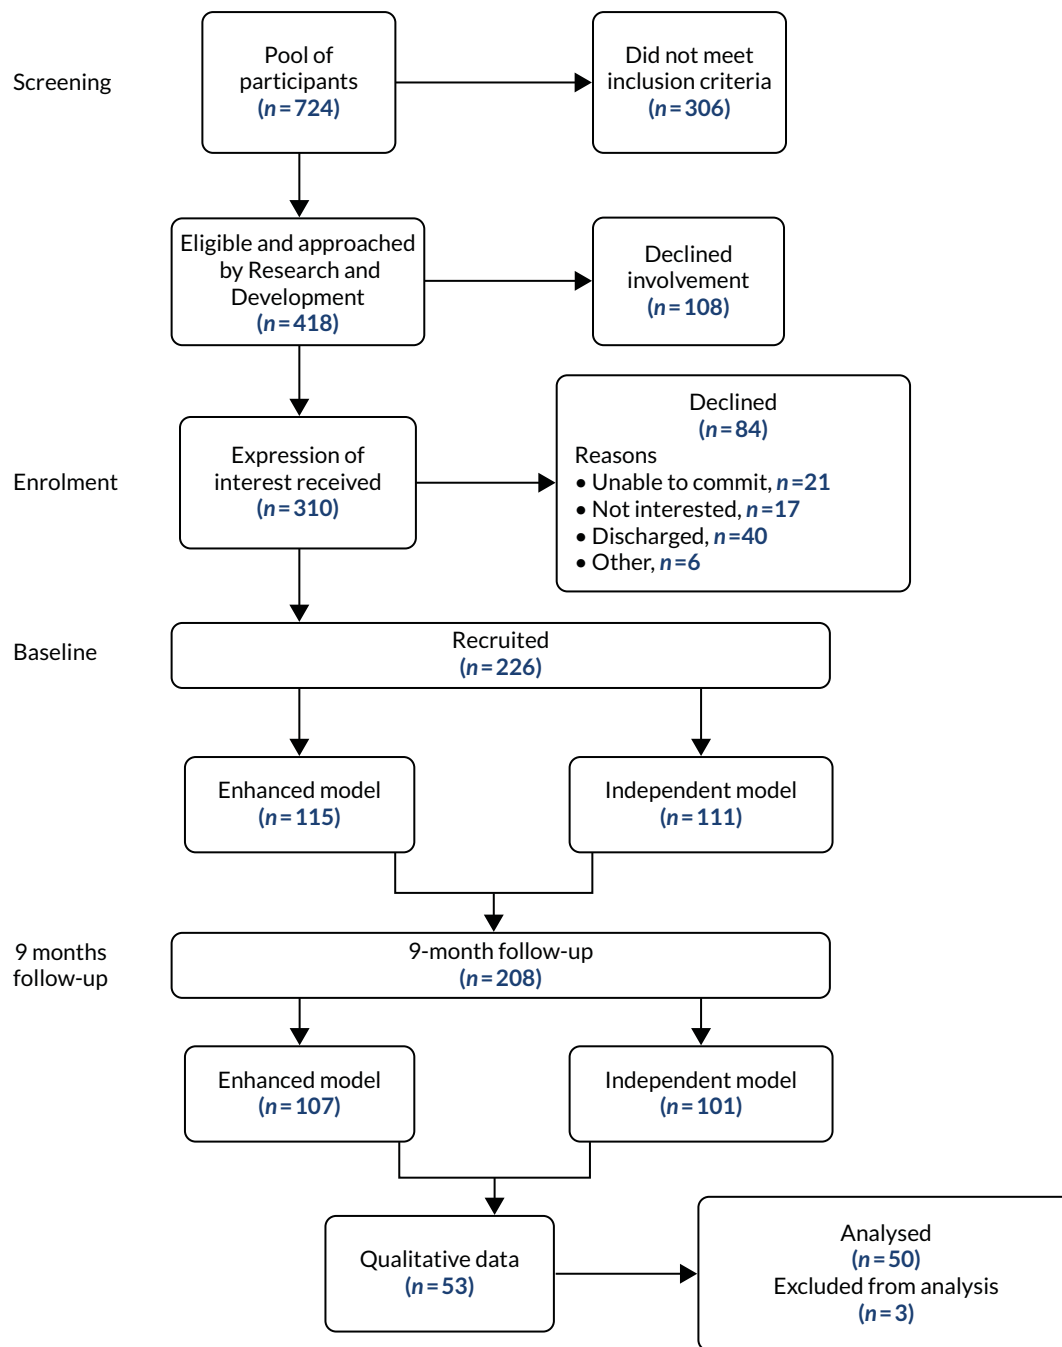 Screening
Pool of
participants
(n = 724)
Did not meet
inclusion criteria
(n = 306)
Eligible and approached
by Research and
Development
(n = 418)
Declined
involvement
(n = 108)
Enrolment
Expression of
interest received
(n = 310)
Declined
(n = 84)
Reasons
• Unable to commit, n=21
• Not interested, n=17
• Discharged, n=40
• Other, n=6
Baseline
Recruited
(n = 226)
Enhanced model
(n = 115)
Independent model
(n = 111)
9 months
follow-up
9-month follow-up
(n = 208)
Enhanced model
(n = 107)
Independent model
(n = 101)
Qualitative data
(n = 53)
Analysed
(n = 50)
Excluded from analysis
(n = 3)